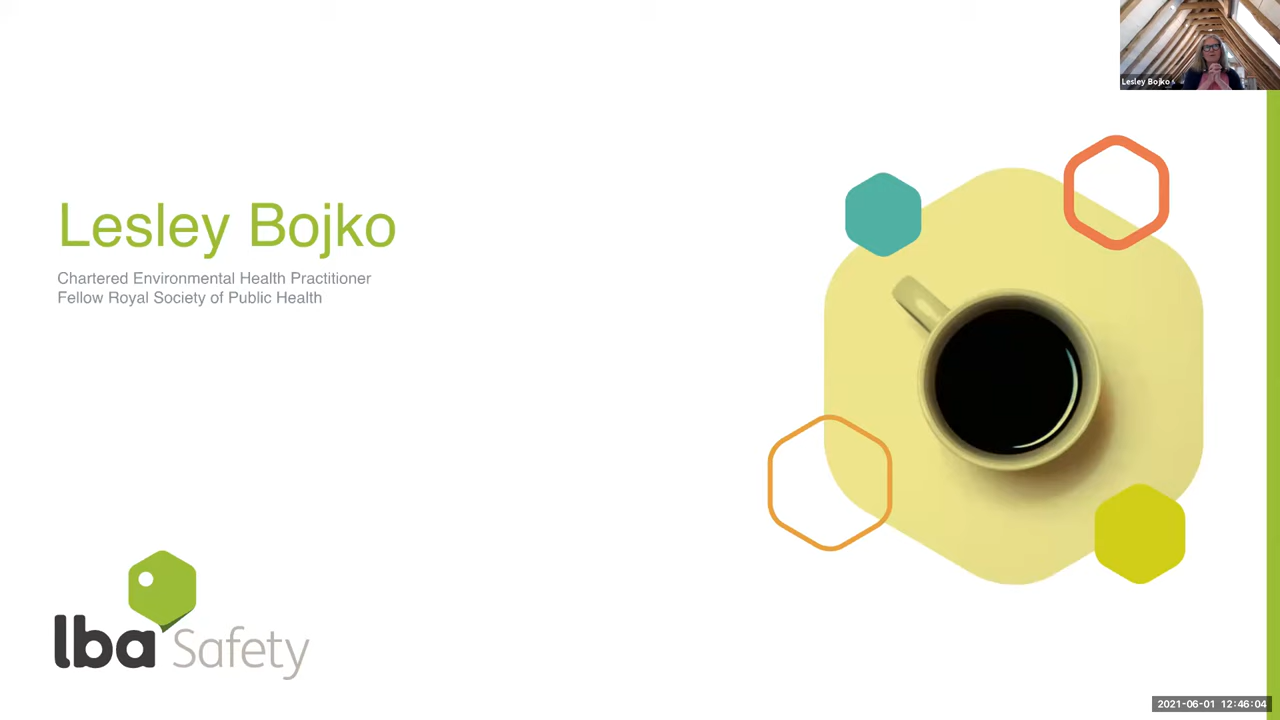 Lesley Bojko
Lesley Bojko
Chartered Environmental Health Practitioner
Fellow Royal Society of Public Health
lba Safety
2021-06-01 12:46:04